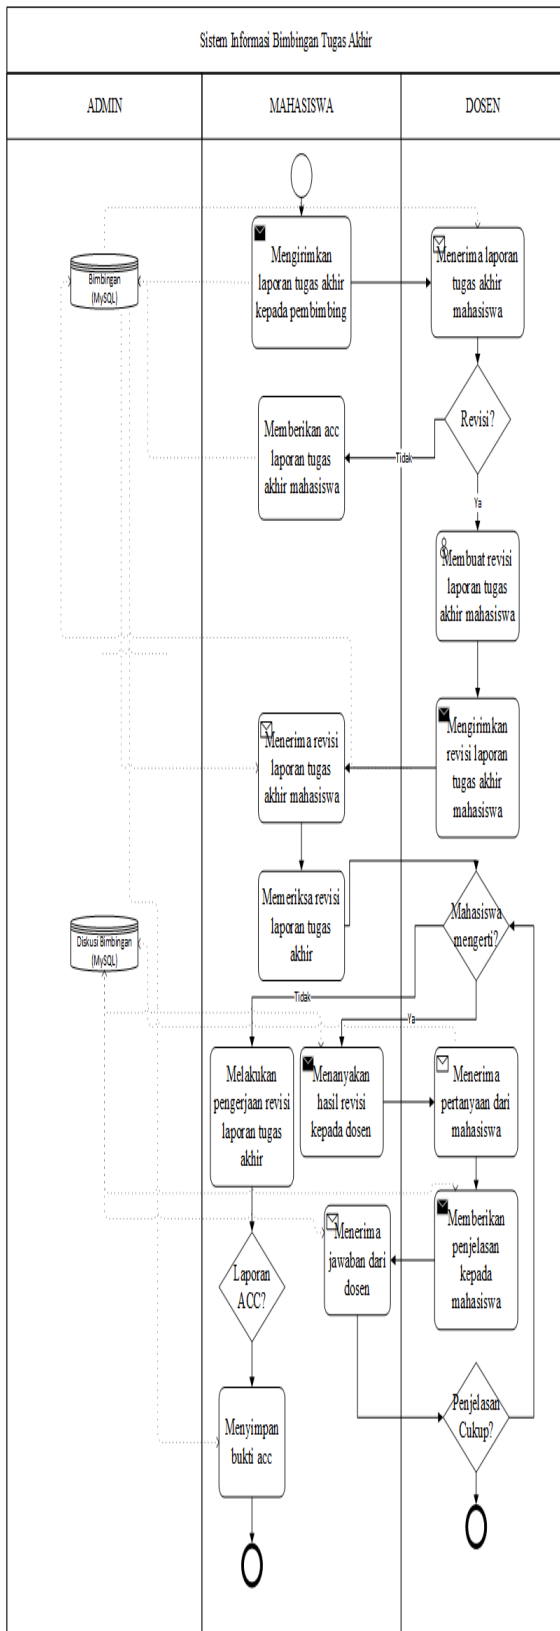 Sistem Informasi Bimbingan Tugas Akhir
ADMIN
MAHASISWA
DOSEN
Bimbingan
(MySQL)
Mengirimkan
laporan tugas akhir
kepada pembimbing
Menerima laporan
tugas akhir
mahasiswa
Revisi?
Memberikan acc
laporan tugas
akhir mahasiswa
Tidak
Ya
Membuat revisi
laporan tugas
akhir mahasiswa
Menerima revisi
laporan tugas
akhir mahasiswa
Mengirimkan
revisi laporan
tugas akhir
mahasiswa
Memeriksa revisi
laporan tugas
akhir
Mahasiswa
mengerti?
Diskusi Bimbingan
(MySQL)
Tidak
Ya
Melakukan
pengerjaan revisi
laporan tugas
akhir
Menanyakan
hasil revisi
kepada dosen
Menerima
pertanyaan dari
mahasiswa
Menerima
jawaban dari
dosen
Memberikan
penjelasan
kepada
mahasiswa
Laporan
ACC?
Menyimpan
bukti acc
Penjelasan
Cukup?